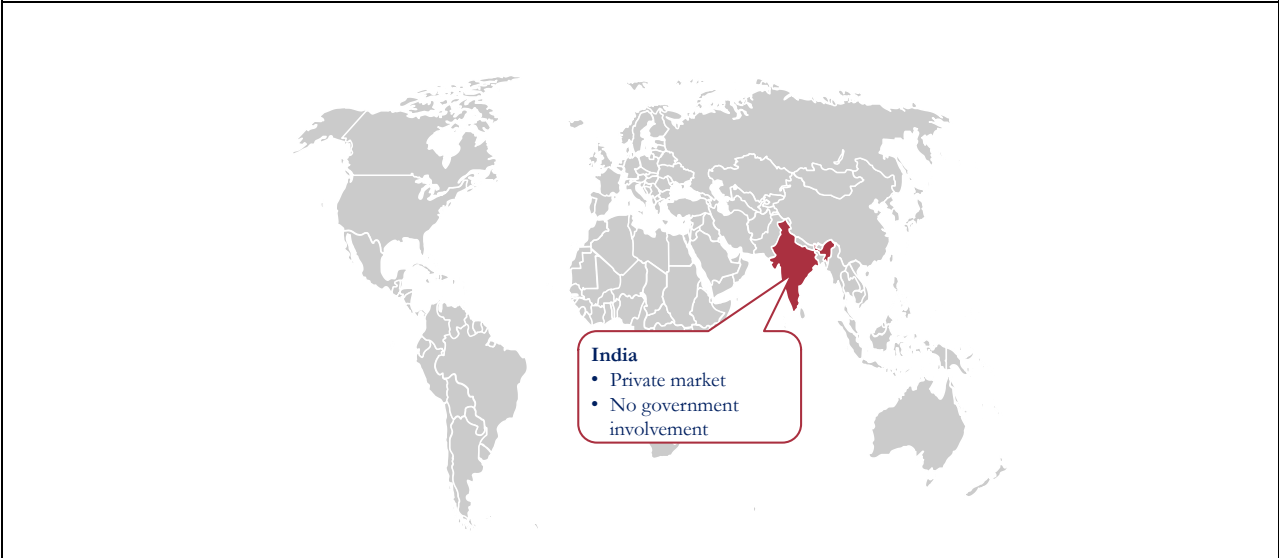 India
• Private market
• No government
involvement